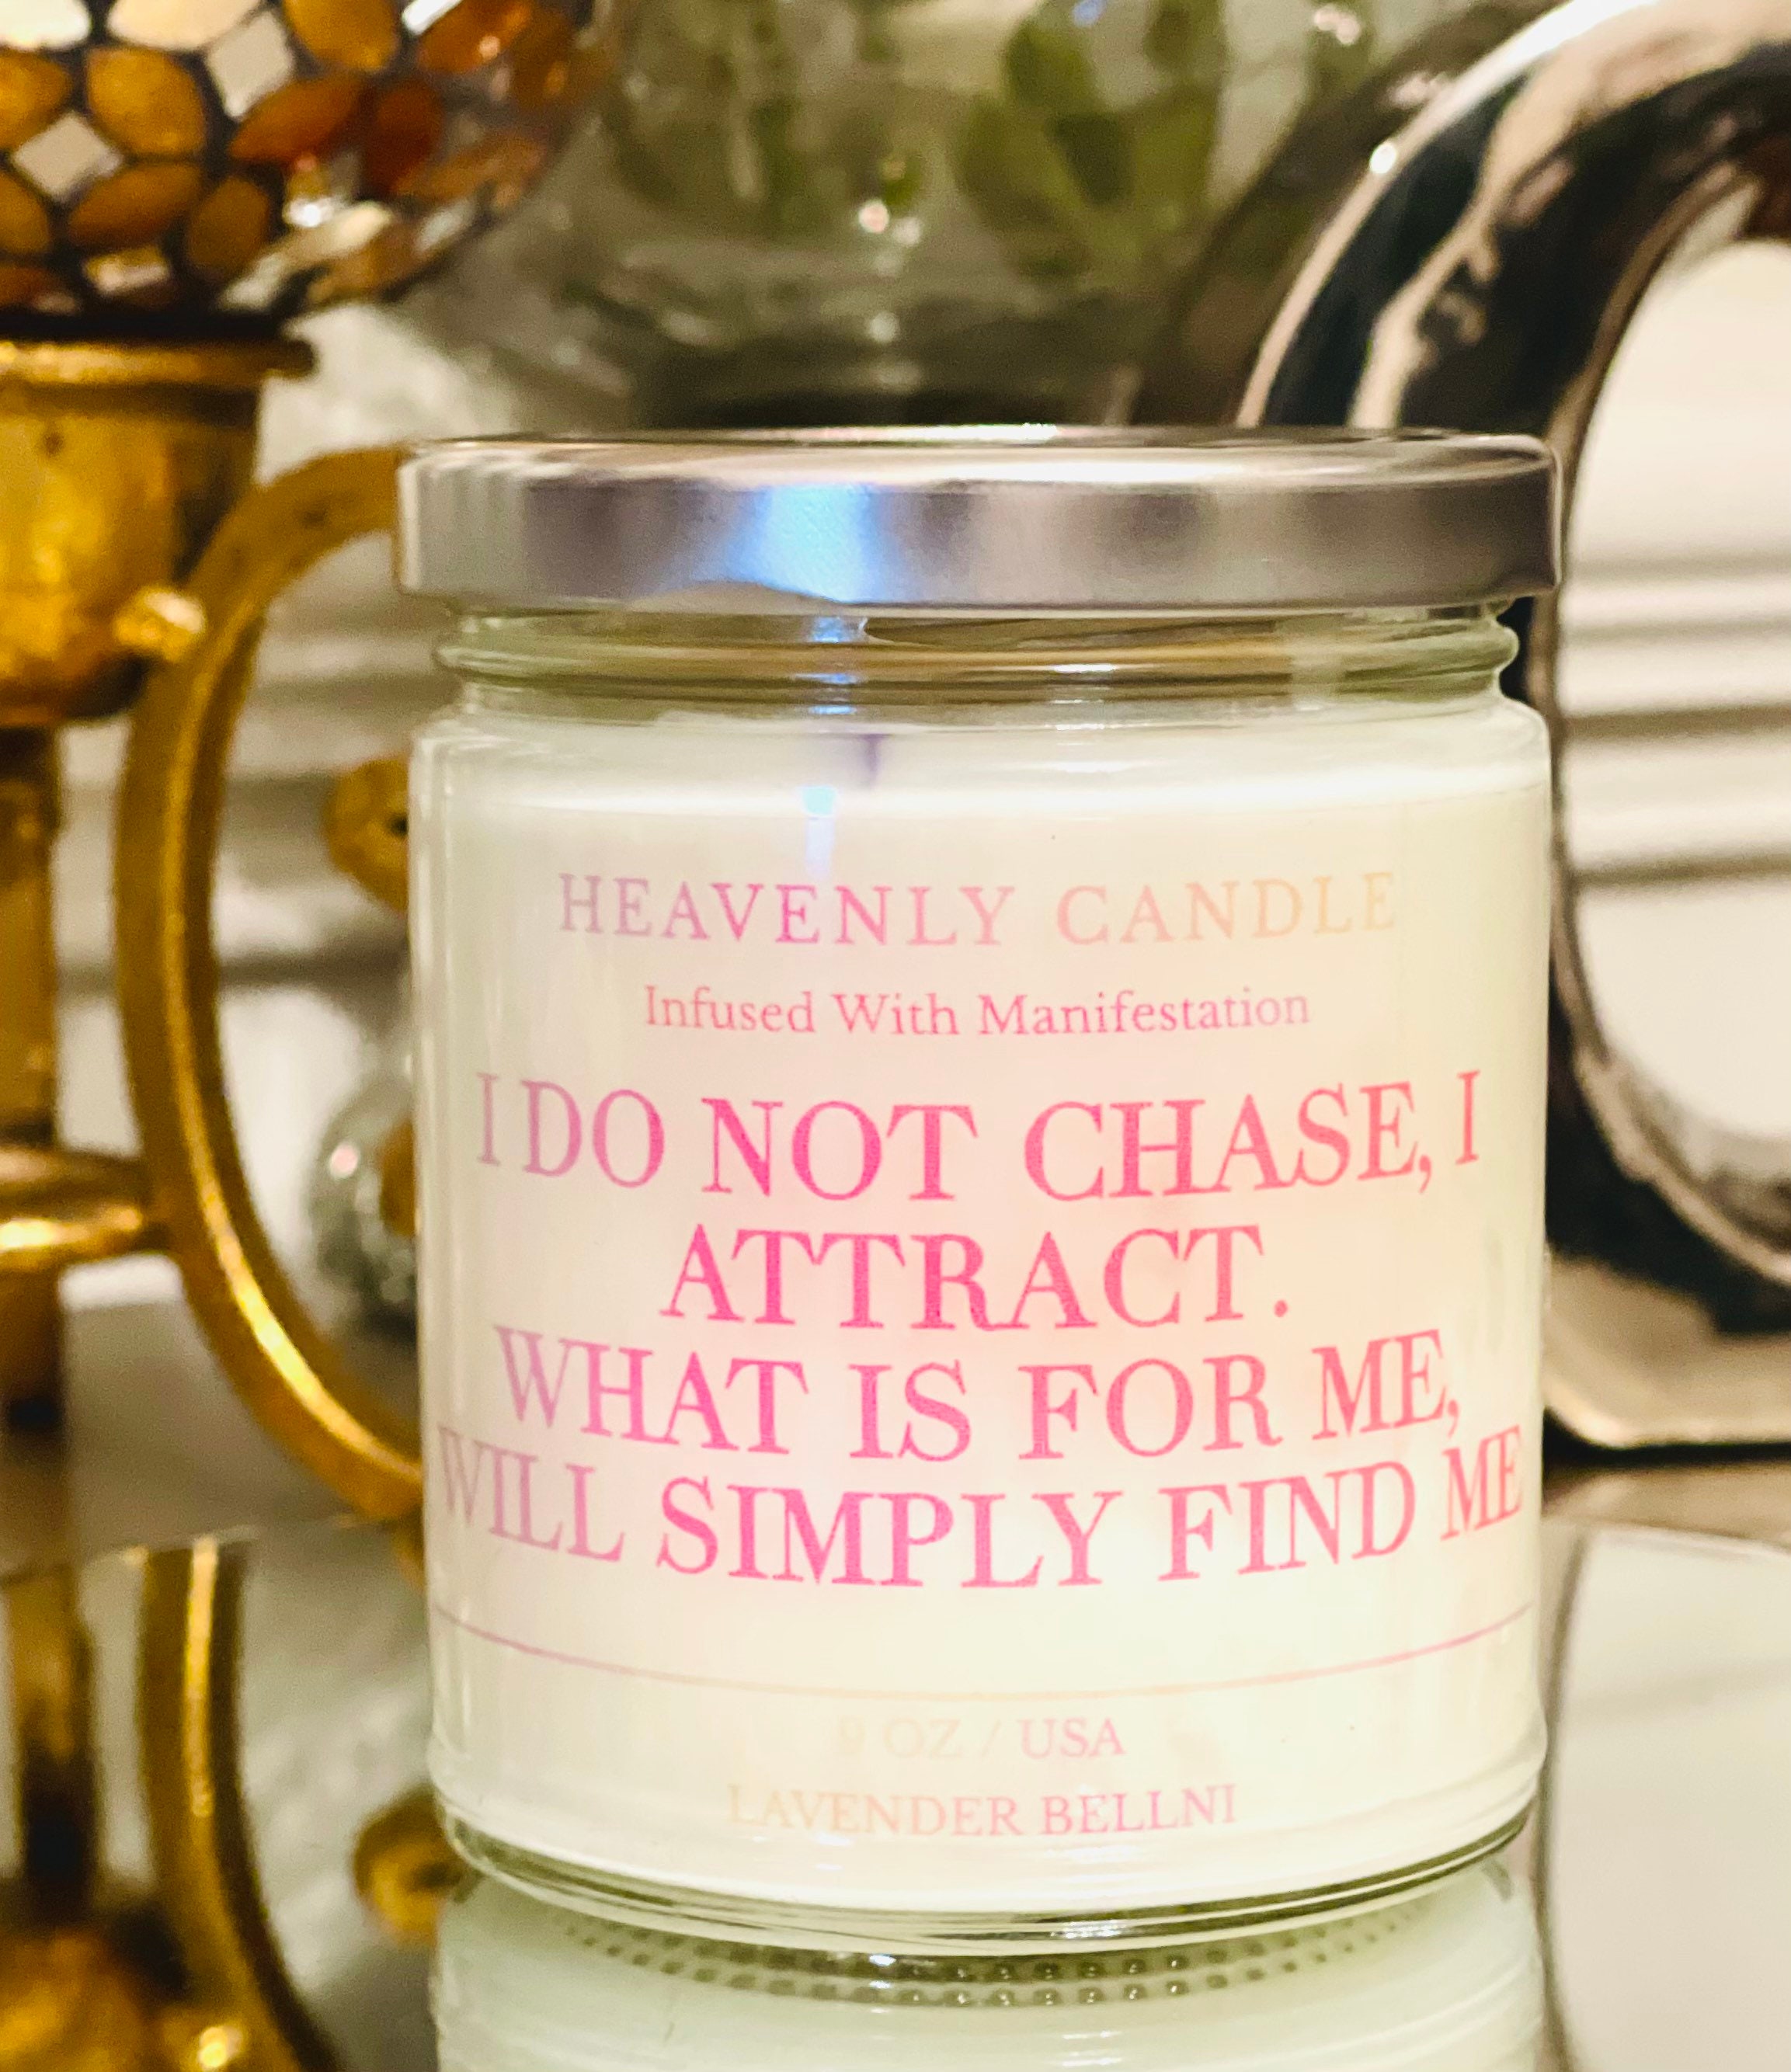 HEAVENLY CANDLE
Infused With Manifestation
I DO NOT CHASE, I
ATTRACT.
WHAT IS FOR ME,
WILL SIMPLY FIND ME
9 OZ / USA
LAVENDER BELLNI